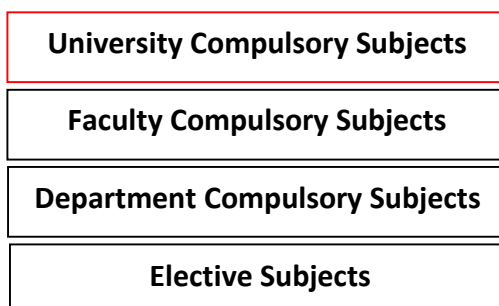 University Compulsory Subjects
Faculty Compulsory Subjects
Department Compulsory Subjects
Elective Subjects